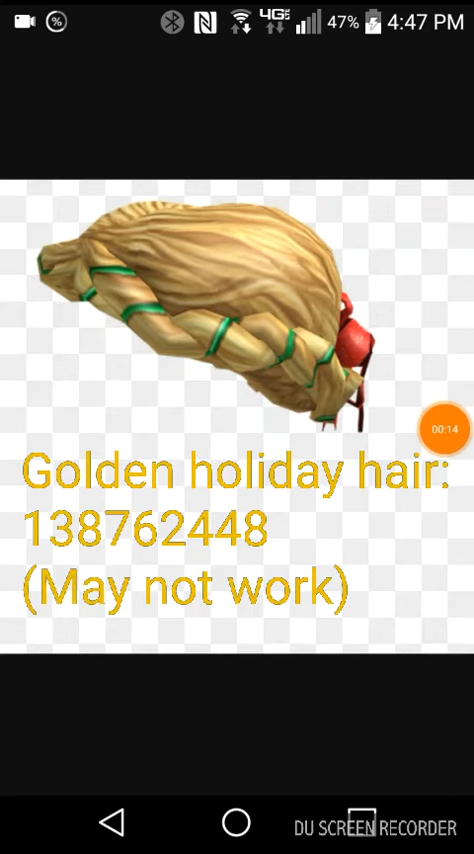 4G 47% 4:47 PM
00:14
Golden holiday hair:
138762448
(May not work)
DU SCREEN RECORDER